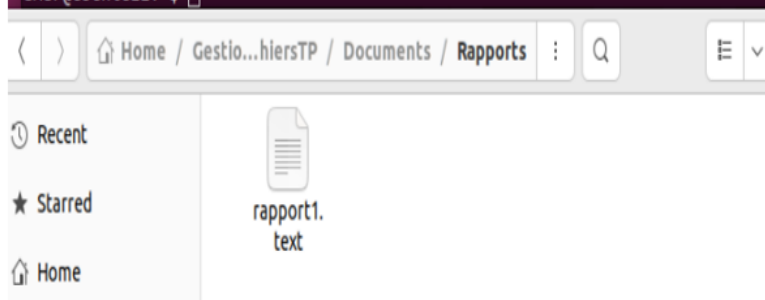 Home / Gestio...hiersTP / Documents / Rapports
Recent
Starred
Home
rapport1.
text